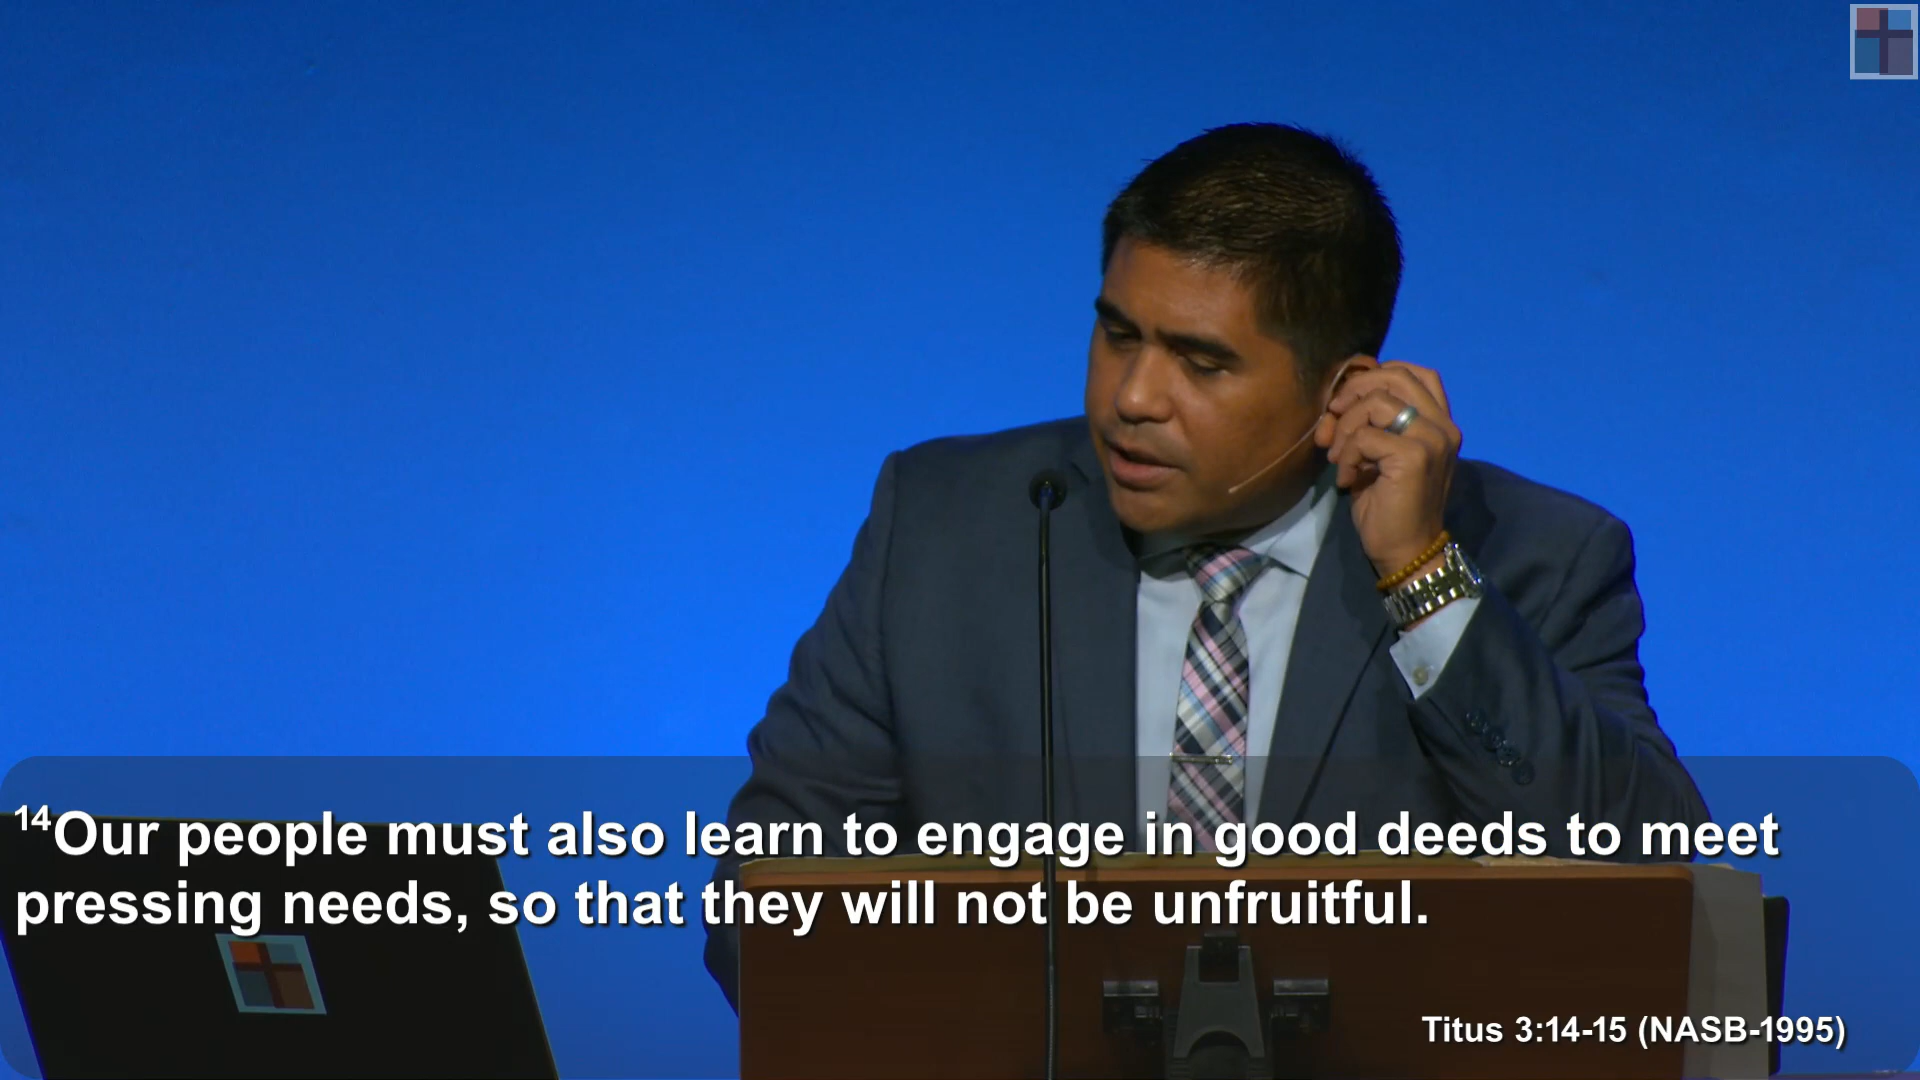 ¹⁴Our people must also learn to engage in good deeds to meet
pressing needs, so that they will not be unfruitful.
Titus 3:14-15 (NASB-1995)